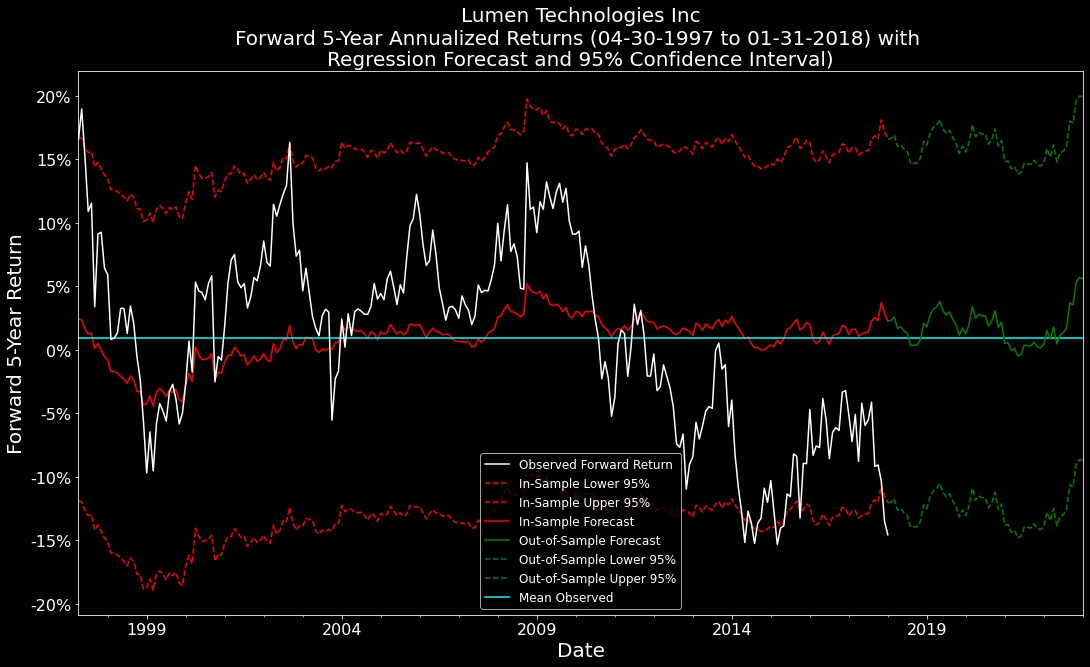 Lumen Technologies Inc
Forward 5-Year Annualized Returns (04-30-1997 to 01-31-2018) with
Regression Forecast and 95% Confidence Interval)
20%
15%
10%
5%
0%
-5%
-10%
-15%
-20%
Forward 5-Year Return
Observed Forward Return
In-Sample Lower 95%
In-Sample Upper 95%
In-Sample Forecast
Out-of-Sample Forecast
Out-of-Sample Lower 95%
Out-of-Sample Upper 95%
Mean Observed
1999
2004
2009
2014
2019
Date